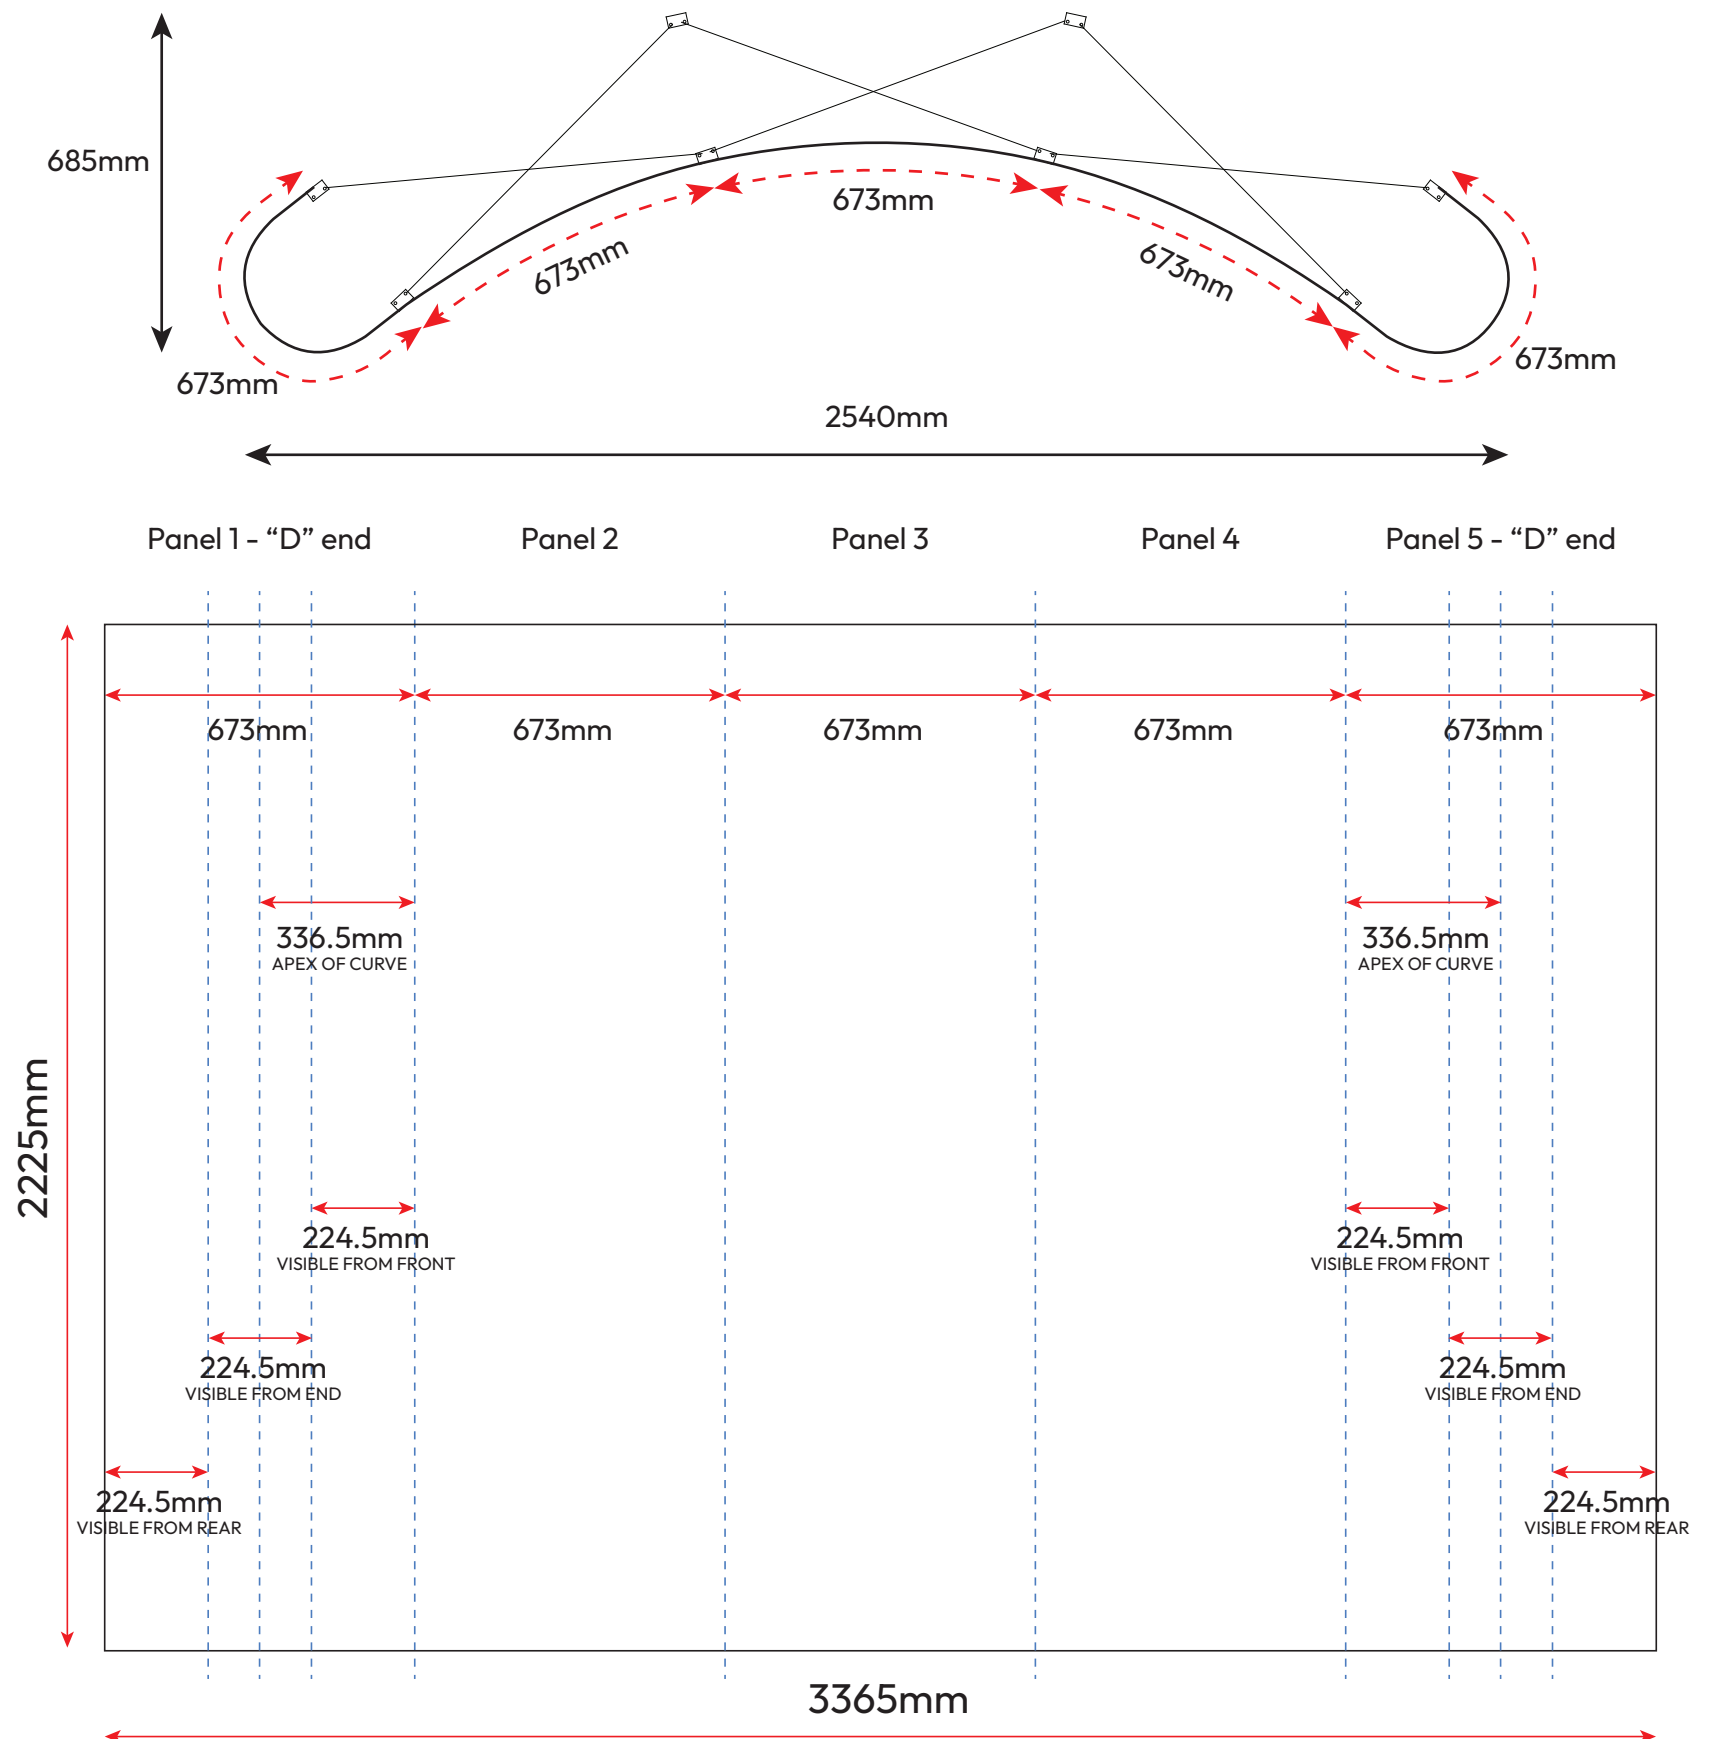 685mm
673mm
673mm
673mm
673mm
673mm
2540mm
Panel 1 - “D” end
Panel 2
Panel 3
Panel 4
Panel 5 - “D” end
673mm
673mm
673mm
673mm
673mm
336.5mm
APEX OF CURVE
336.5mm
APEX OF CURVE
2225mm
224.5mm
VISIBLE FROM FRONT
224.5mm
VISIBLE FROM FRONT
224.5mm
VISIBLE FROM END
224.5mm
VISIBLE FROM END
224.5mm
VISIBLE FROM REAR
224.5mm
VISIBLE FROM REAR
3365mm